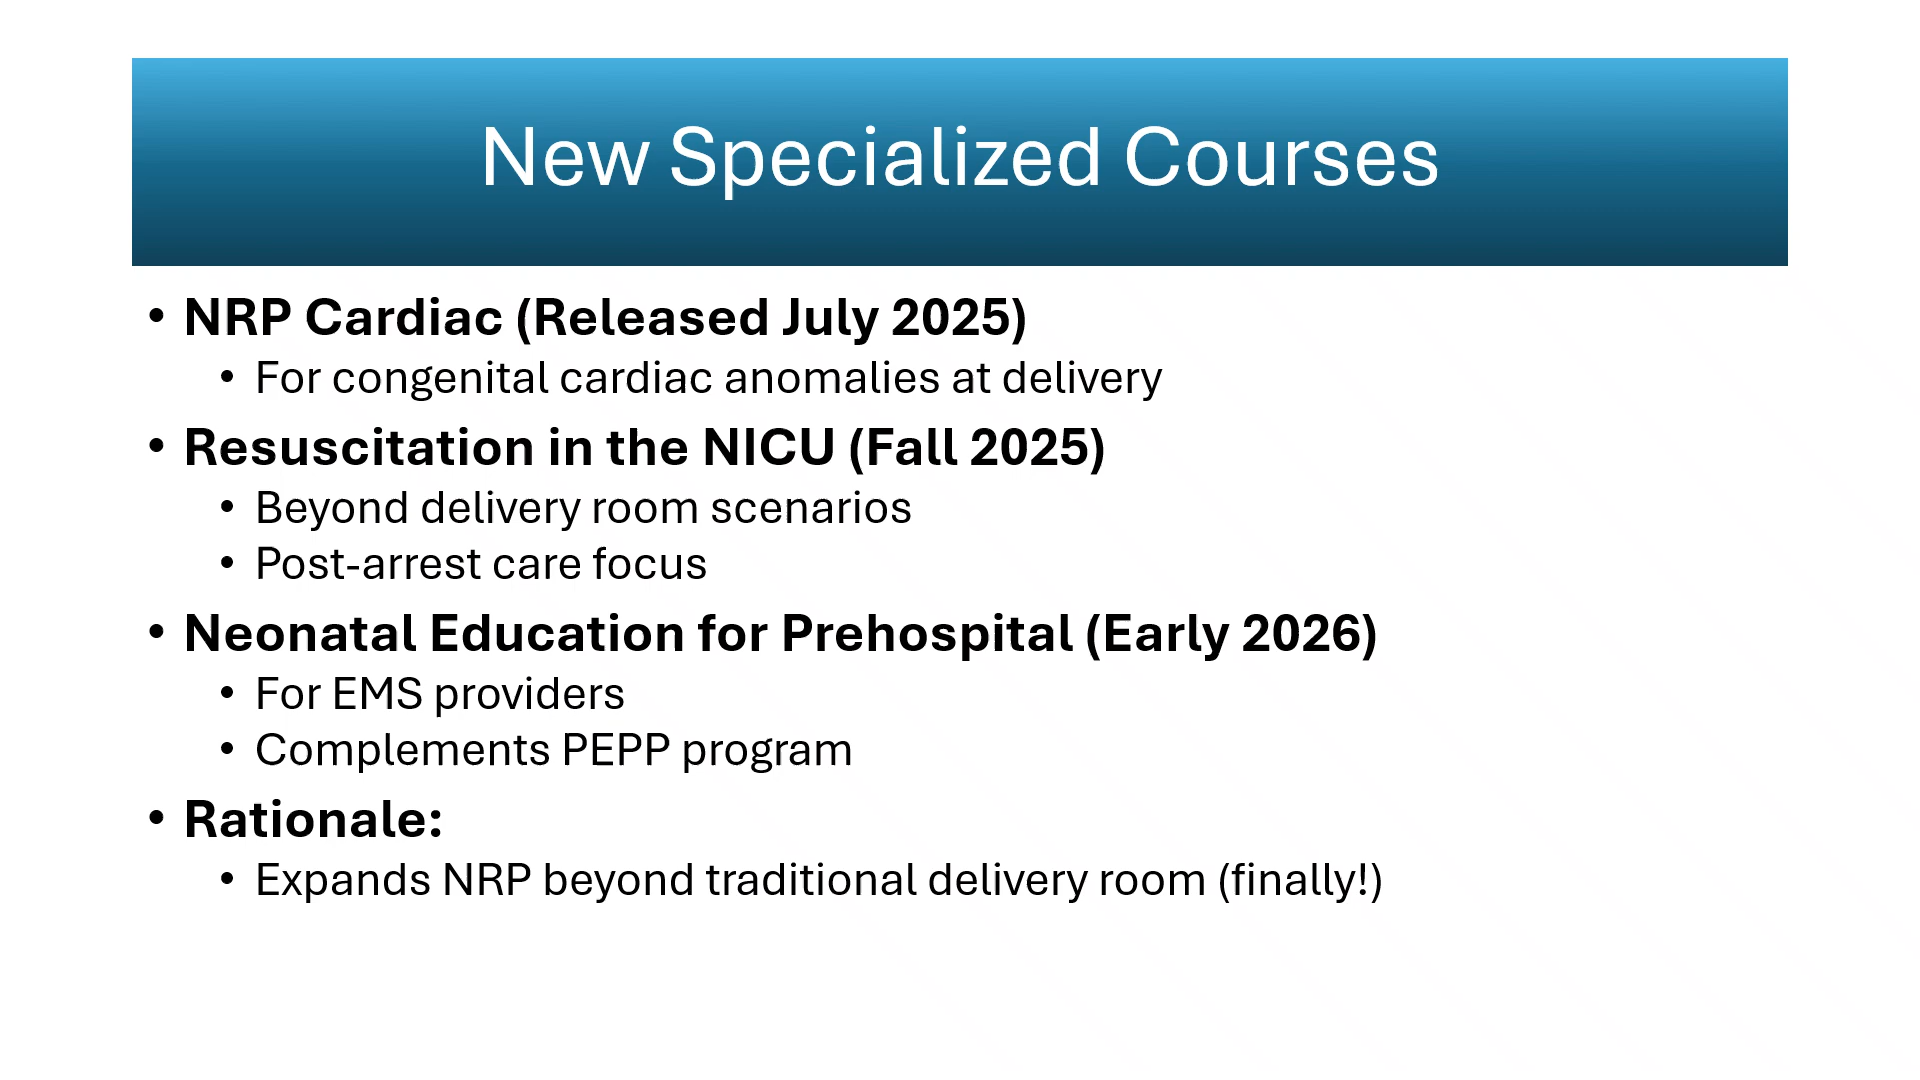 New Specialized Courses
• NRP Cardiac (Released July 2025)
• For congenital cardiac anomalies at delivery
• Resuscitation in the NICU (Fall 2025)
• Beyond delivery room scenarios
• Post-arrest care focus
• Neonatal Education for Prehospital (Early 2026)
• For EMS providers
• Complements PEPP program
• Rationale:
• Expands NRP beyond traditional delivery room (finally!)